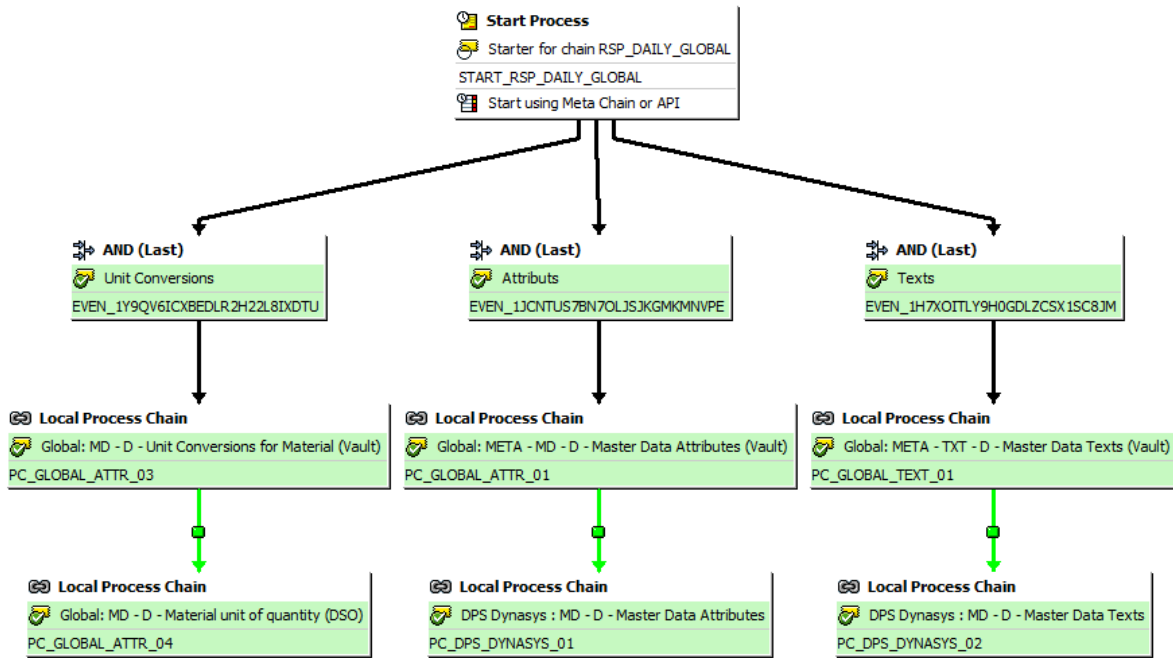 Start Process
Starter for chain RSP_DAILY_GLOBAL
START_RSP_DAILY_GLOBAL
Start using Meta Chain or API
AND (Last)
Unit Conversions
EVEN_1Y9QV6ICXBEDLR2H22L8IXDTU
AND (Last)
Attributs
EVEN_1JCNTUS7BN7OLJSJKGMKMNVPE
AND (Last)
Texts
EVEN_1H7XOITLY9H0GDLZCSX1SC8JM
Local Process Chain
Global: MD - D - Unit Conversions for Material (Vault)
PC_GLOBAL_ATTR_03
Local Process Chain
Global: META - MD - D - Master Data Attributes (Vault)
PC_GLOBAL_ATTR_01
Local Process Chain
Global: META - TXT - D - Master Data Texts (Vault)
PC_GLOBAL_TEXT_01
Local Process Chain
Global: MD - D - Material unit of quantity (DSO)
PC_GLOBAL_ATTR_04
Local Process Chain
DPS Dynasys : MD - D - Master Data Attributes
PC_DPS_DYNASYS_01
Local Process Chain
DPS Dynasys : MD - D - Master Data Texts
PC_DPS_DYNASYS_02